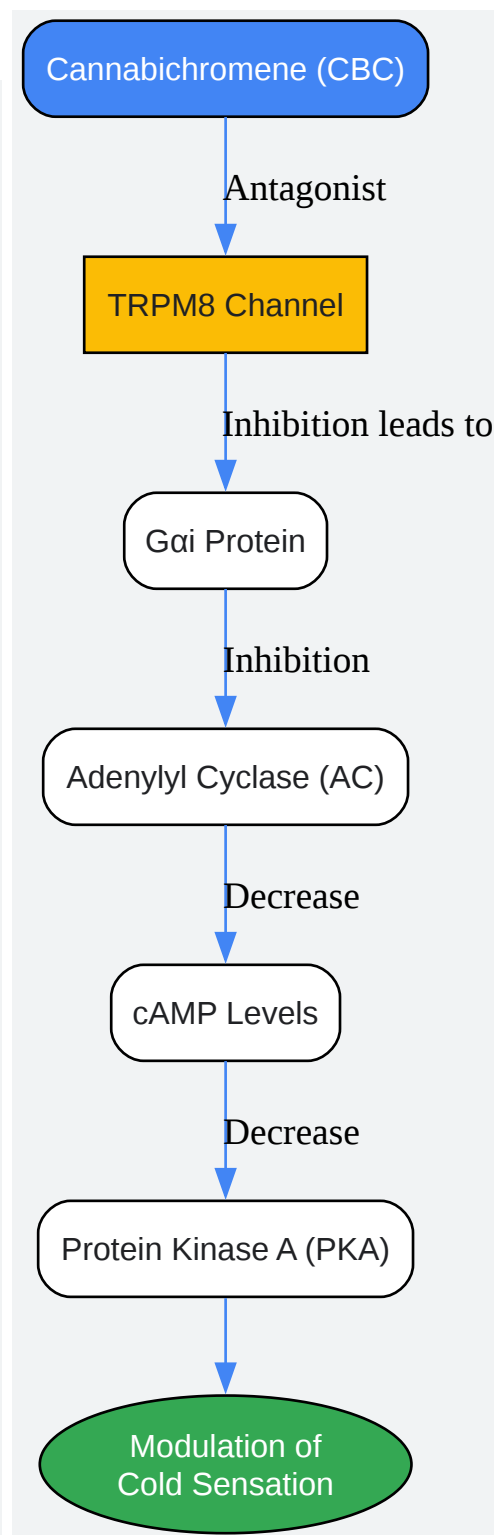 Cannabichromene (CBC)
Antagonist
TRPM8 Channel
Inhibition leads to
Gαi Protein
Inhibition
Adenylyl Cyclase (AC)
Decrease
cAMP Levels
Decrease
Protein Kinase A (PKA)
Modulation of
Cold Sensation